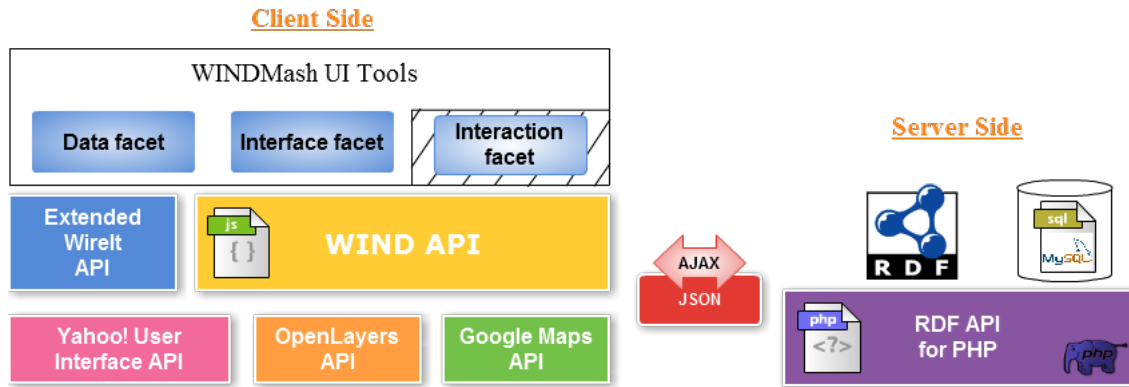 Client Side
WINDMash UI Tools
Data facet
Interface facet
Interaction
facet
Extended
WireIt
API
js
{ }
WIND API
Yahoo! User
Interface API
OpenLayers
API
Google Maps
API
AJAX
JSON
Server Side
RDF
sql
MySQL
php
<?>
RDF API
for PHP
php